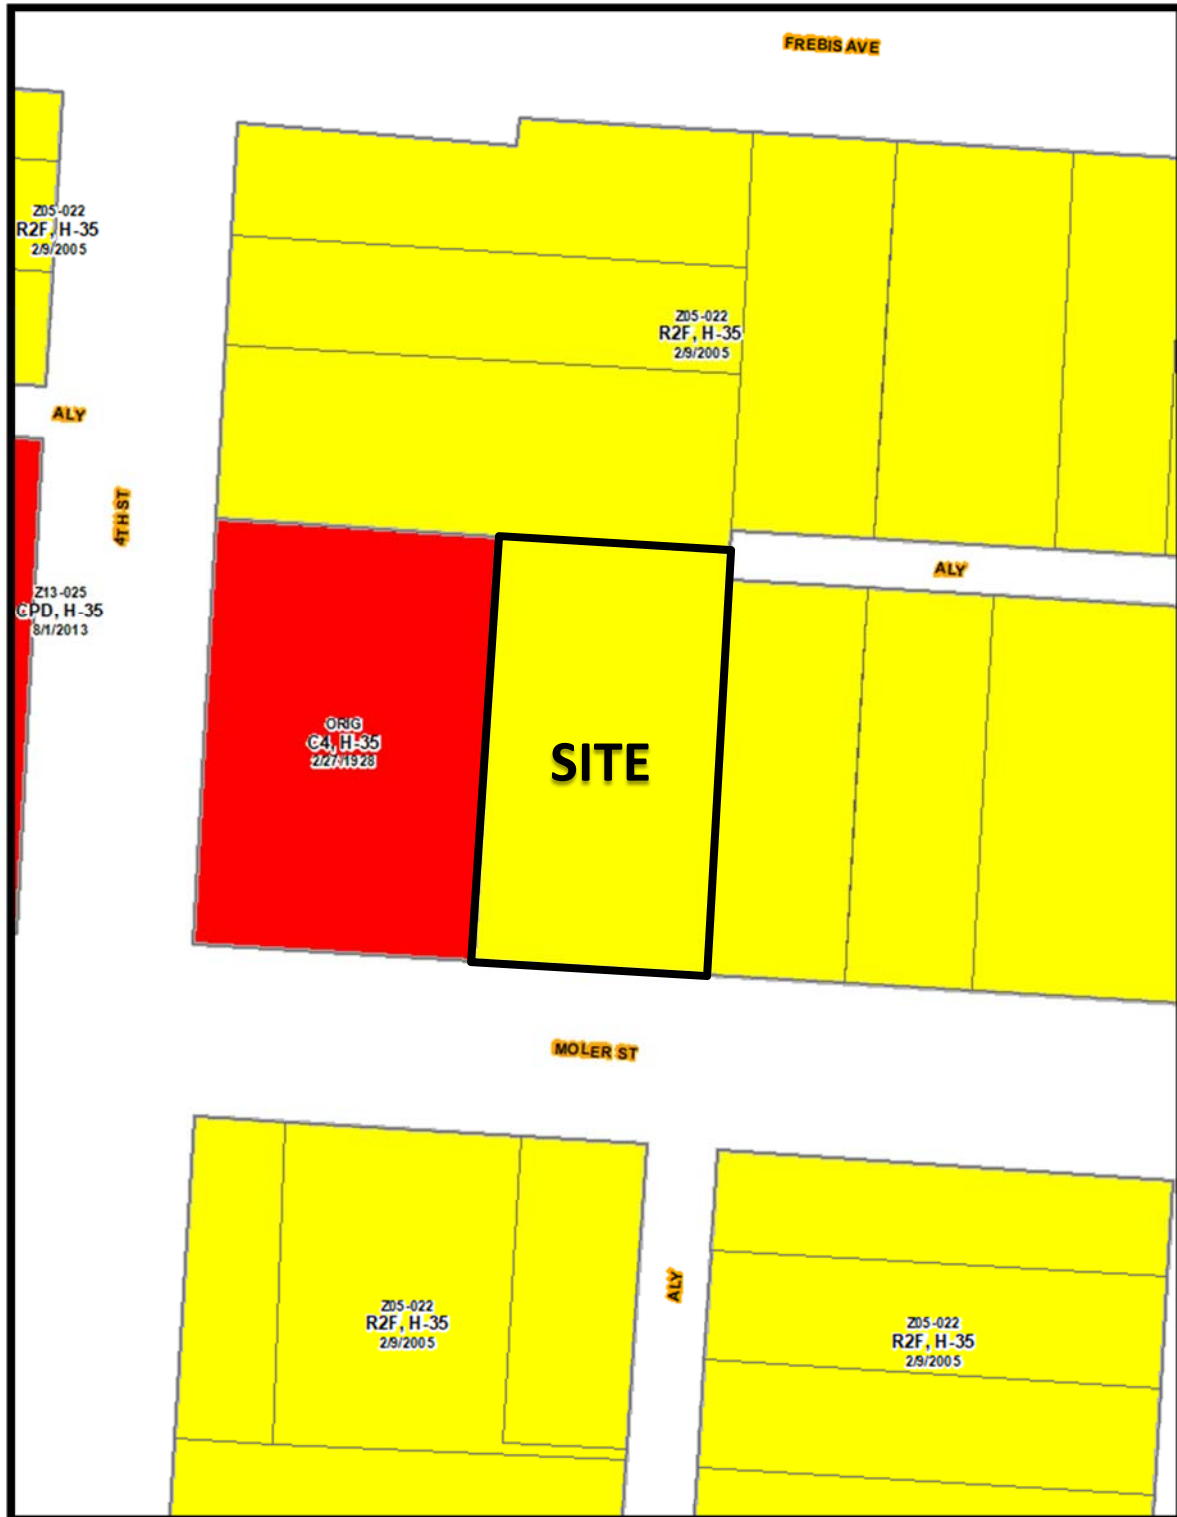 FREBIS AVE
Z05-022
R2F, H-35
2/9/2005
Z05-022
R2F, H-35
2/9/2005
ALY
4TH ST
ALY
Z13-025
CPD, H-35
8/1/2013
ORIG
C4, H-35
2/27/1928
SITE
MOLER ST
ALY
Z05-022
R2F, H-35
2/9/2005
Z05-022
R2F, H-35
2/9/2005